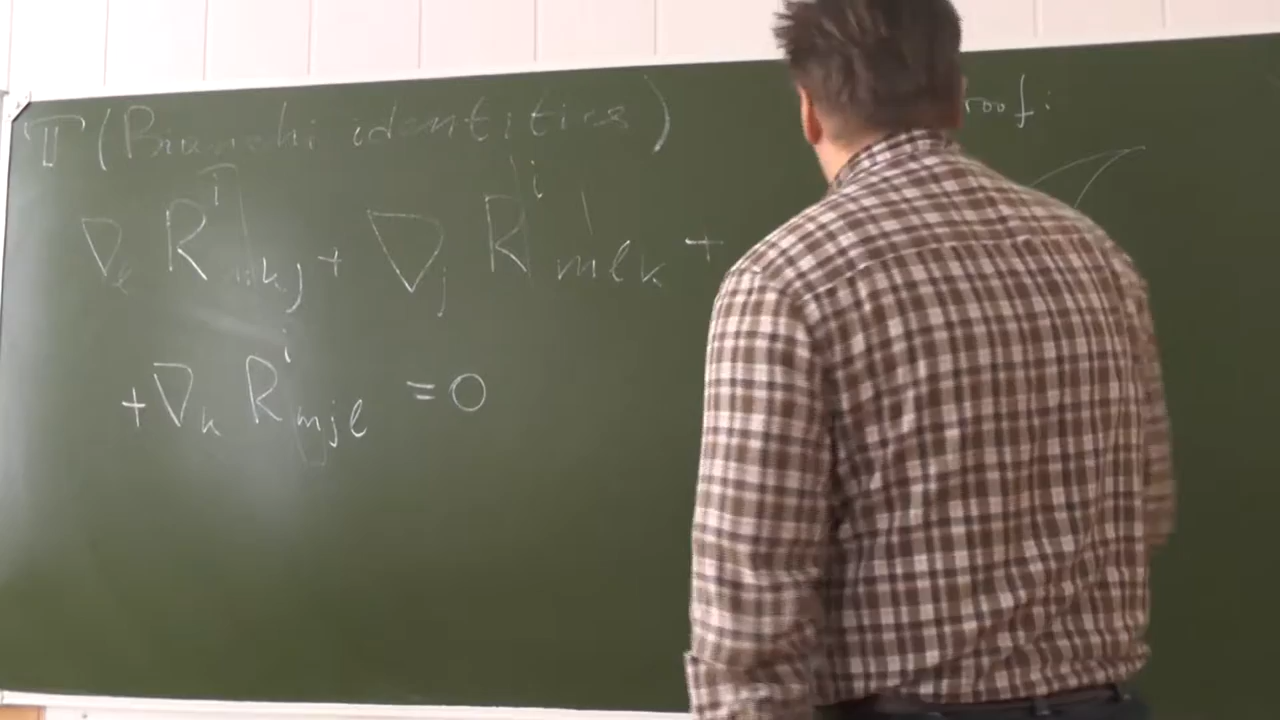 T (Bianchi identities)
∇ₗ Rⁱₘₖⱼ + ∇ⱼ Rⁱₘₗₖ +
+ ∇ₖ Rⁱₘⱼₗ = 0
roof: